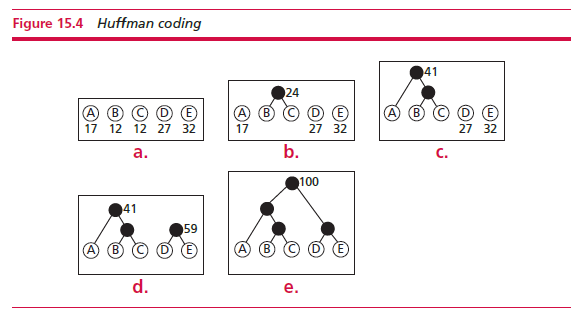 Figure 15.4 Huffman coding
A B C D E
17 12 12 27 32
a.
24
A B C D E
17 27 32
b.
41
A B C D E
27 32
c.
41
59
A B C D E
d.
100
A B C D E
e.